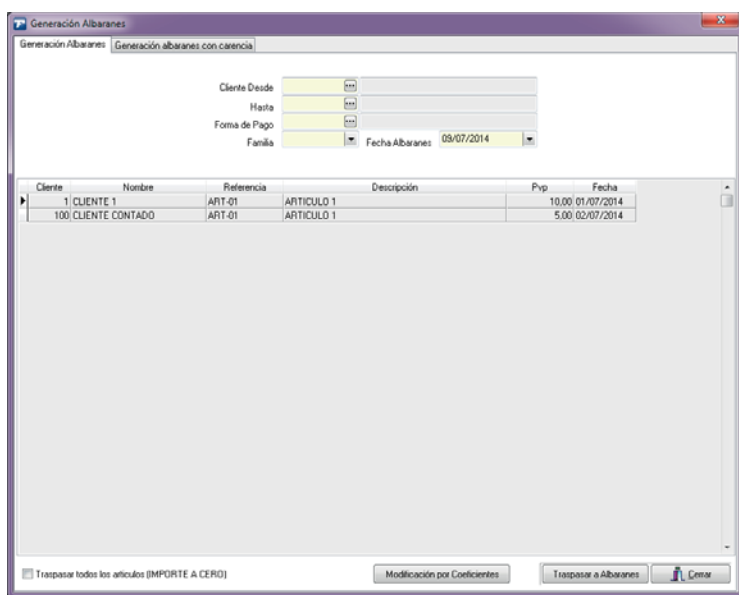 Generación Albaranes
Generación Albaranes Generación albaranes con carencia
Cliente Desde
Hasta
Forma de Pago
Familia Fecha Albaranes 09/07/2014
Cliente Nombre Referencia Descripción Pvp Fecha
1 CLIENTE 1 ART-01 ARTICULO 1 10,00 01/07/2014
100 CLIENTE CONTADO ART-01 ARTICULO 1 5,00 02/07/2014
Traspasar todos los articulos (IMPORTE A CERO) Modificación por Coeficientes Traspasar a Albaranes Cerrar